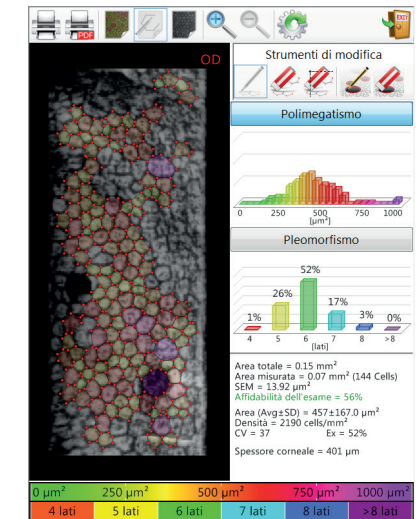 PDF
EXIT
OD
Strumenti di modifica
Polimegatismo
0 250 500 750 1000
[µm²]
Pleomorfismo
1% 26% 52% 17% 3% 0%
4 5 6 7 8 >8
[lati]
Area totale = 0.15 mm²
Area misurata = 0.07 mm² (144 Cells)
SEM = 13.92 µm²
Affidabilità dell'esame = 56%
Area (Avg±SD) = 457±167.0 µm²
Densità = 2190 cells/mm²
CV = 37 Ex = 52%
Spessore corneale = 401 µm
0 µm² 250 µm² 500 µm² 750 µm² 1000 µm²
4 lati 5 lati 6 lati 7 lati 8 lati >8 lati